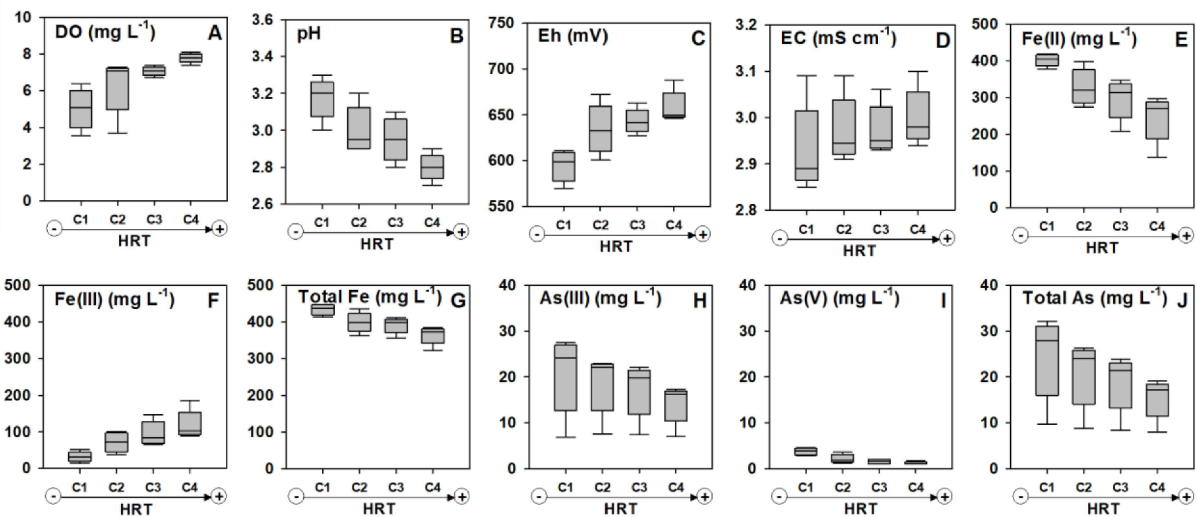 DO (mg L⁻¹) A
10
8
6
4
2
0
C1 C2 C3 C4
- HRT +
pH B
3.6
3.4
3.2
3.0
2.8
2.6
C1 C2 C3 C4
- HRT +
Eh (mV) C
750
700
650
600
550
C1 C2 C3 C4
- HRT +
EC (mS cm⁻¹) D
3.2
3.1
3.0
2.9
2.8
C1 C2 C3 C4
- HRT +
Fe(II) (mg L⁻¹) E
500
400
300
200
100
0
C1 C2 C3 C4
- HRT +
Fe(III) (mg L⁻¹) F
500
400
300
200
100
0
C1 C2 C3 C4
- HRT +
Total Fe (mg L⁻¹) G
500
400
300
200
100
0
C1 C2 C3 C4
- HRT +
As(III) (mg L⁻¹) H
40
30
20
10
0
C1 C2 C3 C4
- HRT +
As(V) (mg L⁻¹) I
40
30
20
10
0
C1 C2 C3 C4
- HRT +
Total As (mg L⁻¹) J
40
30
20
10
0
C1 C2 C3 C4
- HRT +